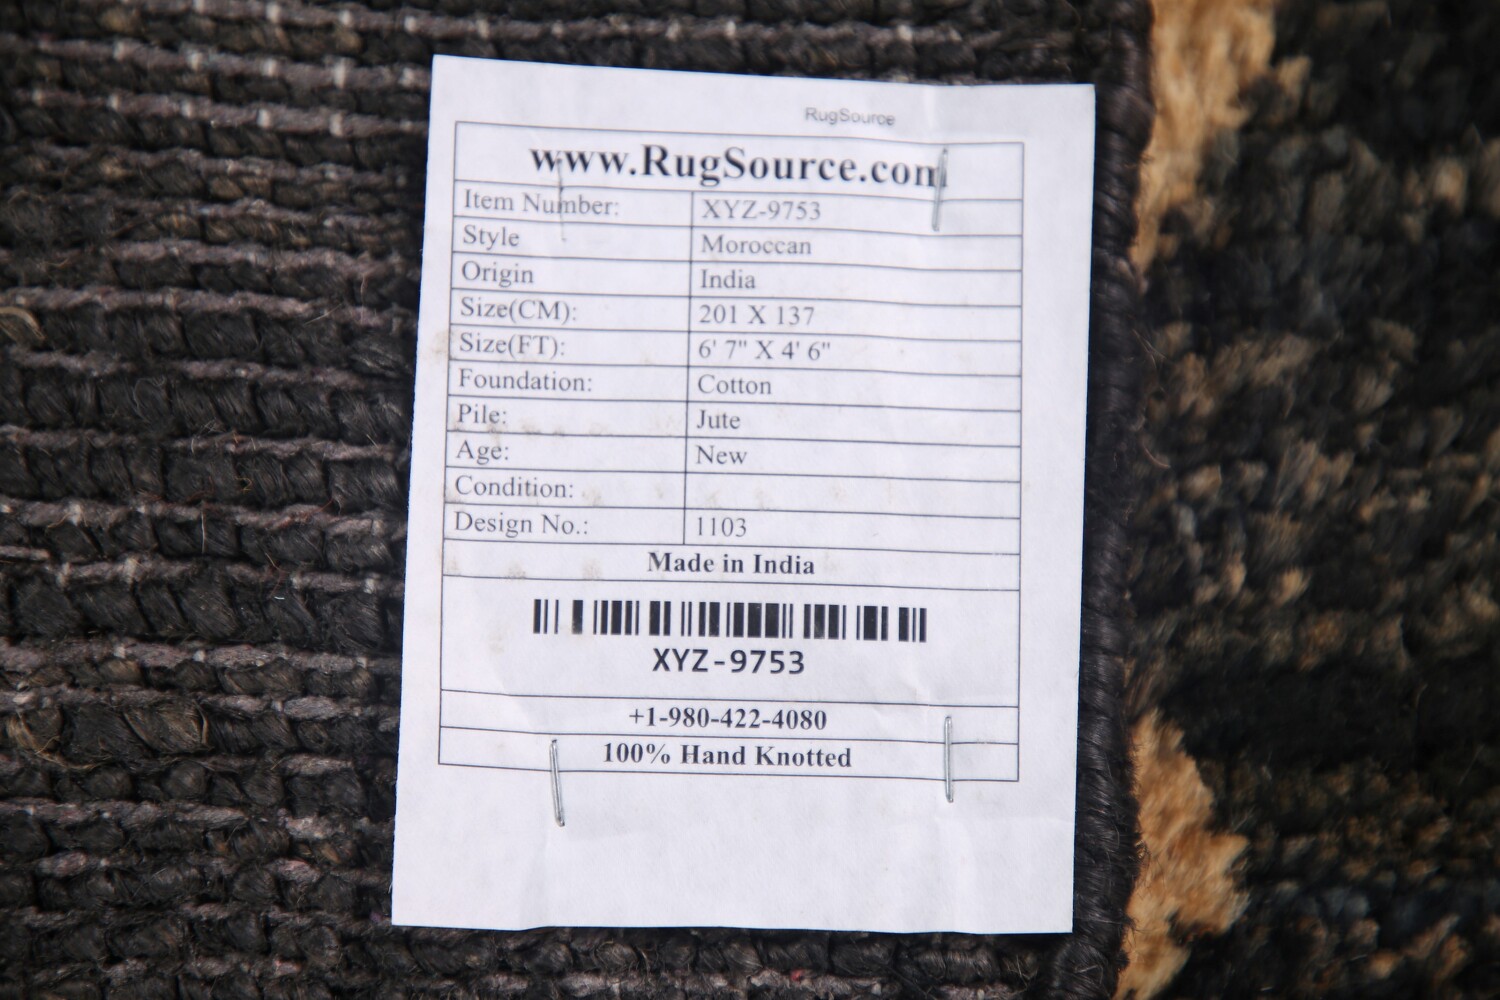 RugSource
www.RugSource.com
Item Number: XYZ-9753
Style Moroccan
Origin India
Size(CM): 201 X 137
Size(FT): 6' 7" X 4' 6"
Foundation: Cotton
Pile: Jute
Age: New
Condition:
Design No.: 1103
Made in India
XYZ-9753
+1-980-422-4080
100% Hand Knotted